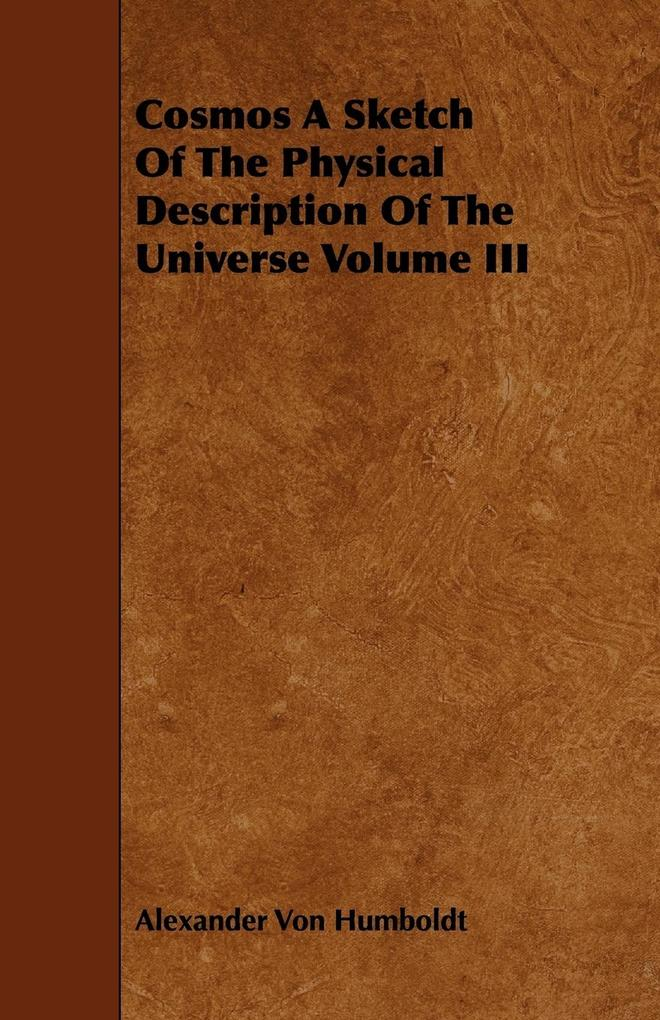 Cosmos A Sketch
Of The Physical
Description Of The
Universe Volume III
Alexander Von Humboldt